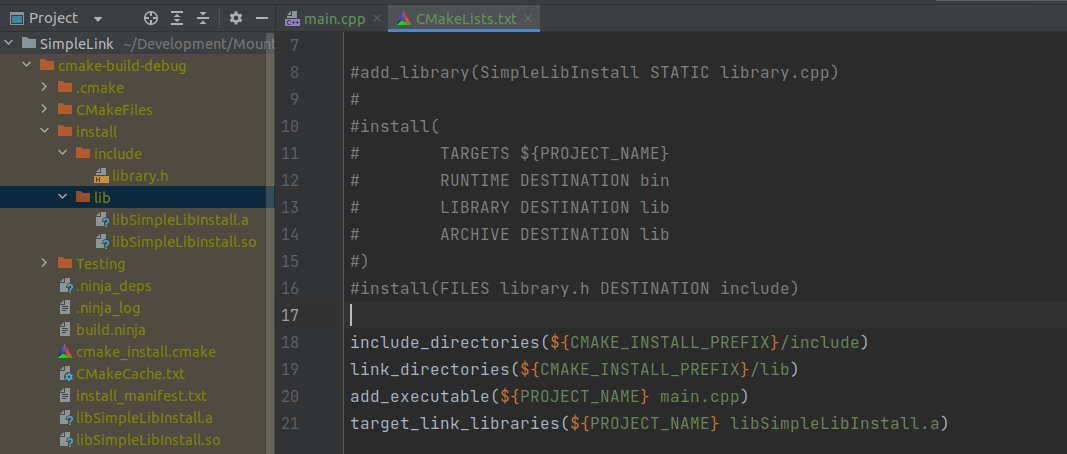 Project
main.cpp
CMakeLists.txt
SimpleLink ~/Development/Mount
cmake-build-debug
.cmake
CMakeFiles
install
include
library.h
lib
libSimpleLibInstall.a
libSimpleLibInstall.so
Testing
.ninja_deps
.ninja_log
build.ninja
cmake_install.cmake
CMakeCache.txt
install_manifest.txt
libSimpleLibInstall.a
libSimpleLibInstall.so
7
8 #add_library(SimpleLibInstall STATIC library.cpp)
9 #
10 #install(
11 #        TARGETS ${PROJECT_NAME}
12 #        RUNTIME DESTINATION bin
13 #        LIBRARY DESTINATION lib
14 #        ARCHIVE DESTINATION lib
15 #)
16 #install(FILES library.h DESTINATION include)
17
18 include_directories(${CMAKE_INSTALL_PREFIX}/include)
19 link_directories(${CMAKE_INSTALL_PREFIX}/lib)
20 add_executable(${PROJECT_NAME} main.cpp)
21 target_link_libraries(${PROJECT_NAME} libSimpleLibInstall.a)